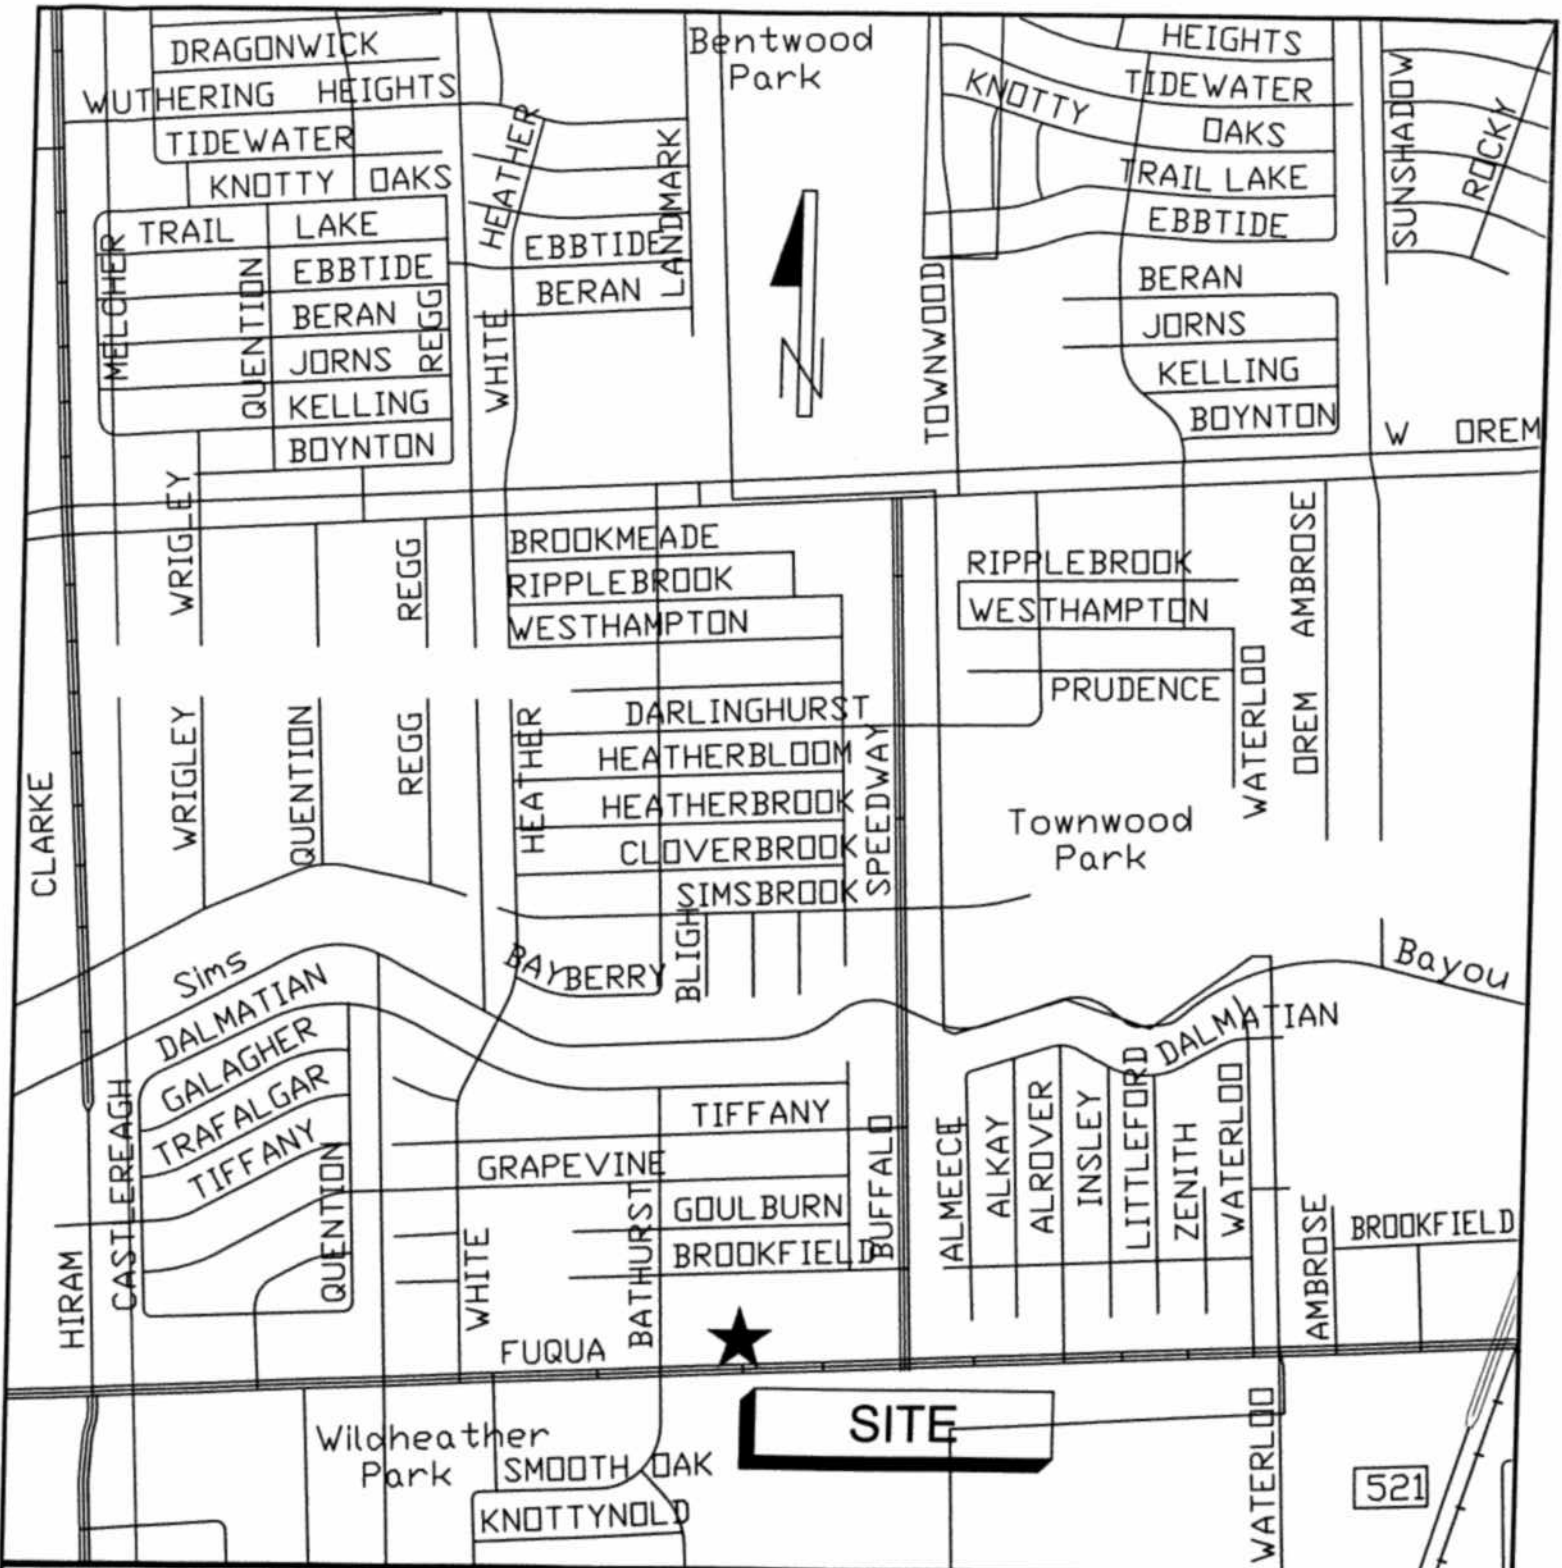 DRAGONWICK
WUTHERING HEIGHTS
TIDEWATER
KNOTTY OAKS
TRAIL LAKE
EBBTIDE
BERAN
JORNS
KELLING
BOYNTON
MELCHER
QUENTION
REGG
WHITE
HEATHER
LANDMARK
EBBTIDE
BERAN
Bentwood
Park
N
TOWNWOOD
HEIGHTS
TIDEWATER
KNOTTY OAKS
TRAIL LAKE
EBBTIDE
BERAN
JORNS
KELLING
BOYNTON
SUNSHADOW
ROCKY
W OREM
WRIGLEY
REGG
BROOKMEADE
RIPPLEBROOK
WESTHAMPTON
RIPPLEBROOK
WESTHAMPTON
PRUDENCE
AMBROSE
OREM
WATERLOO
CLARKE
WRIGLEY
QUENTION
REGG
HEATHER
DARLINGHURST
HEATHERBLOOM
HEATHERBROOK
CLOVERBROOK
SIMSBROOK
SPEEDWAY
Townwood
Park
BLIGH
BAYBERRY
Sims
Bayou
DALMATIAN
GALAGHER
TRAFALGAR
TIFFANY
DALMATIAN
CASTLEREAGH
QUENTION
HIRAM
WHITE
TIFFANY
GRAPEVINE
GOULBURN
BROOKFIELD
BATHURST
BUFFALO
ALMEECE
ALKAY
ALROVER
INSLEY
LITTLEFORD
ZENITH
WATERLOO
AMBROSE
BROOKFIELD
FUQUA
SITE
Wildheather
Park
SMOOTH OAK
KNOTTYNOLD
WATERLOO
521